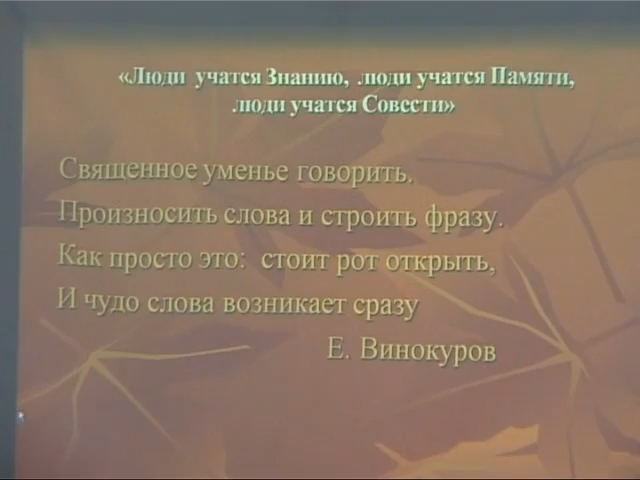 «Люди учатся Знанию, люди учатся Памяти,
люди учатся Совести»
Священное уменье говорить.
Произносить слова и строить фразу.
Как просто это: стоит рот открыть,
И чудо слова возникает сразу
Е. Винокуров